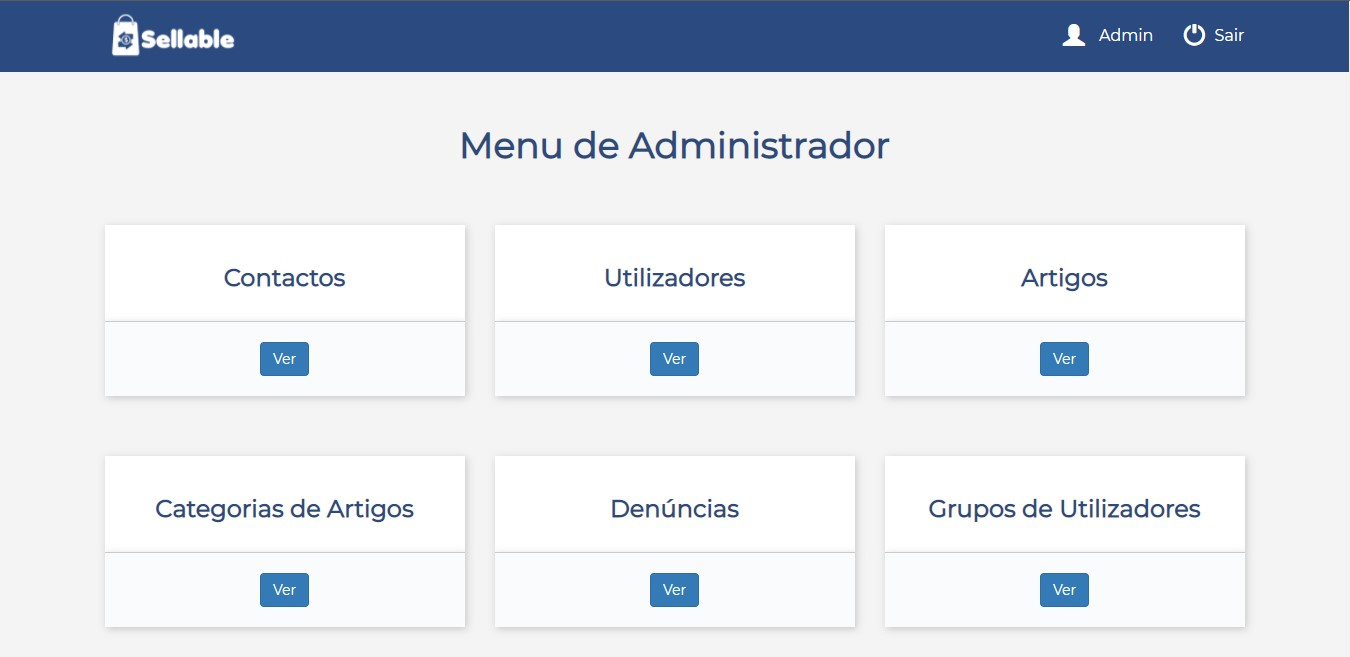 Sellable
Admin
Sair
Menu de Administrador
Contactos
Utilizadores
Artigos
Ver
Ver
Ver
Categorias de Artigos
Denúncias
Grupos de Utilizadores
Ver
Ver
Ver